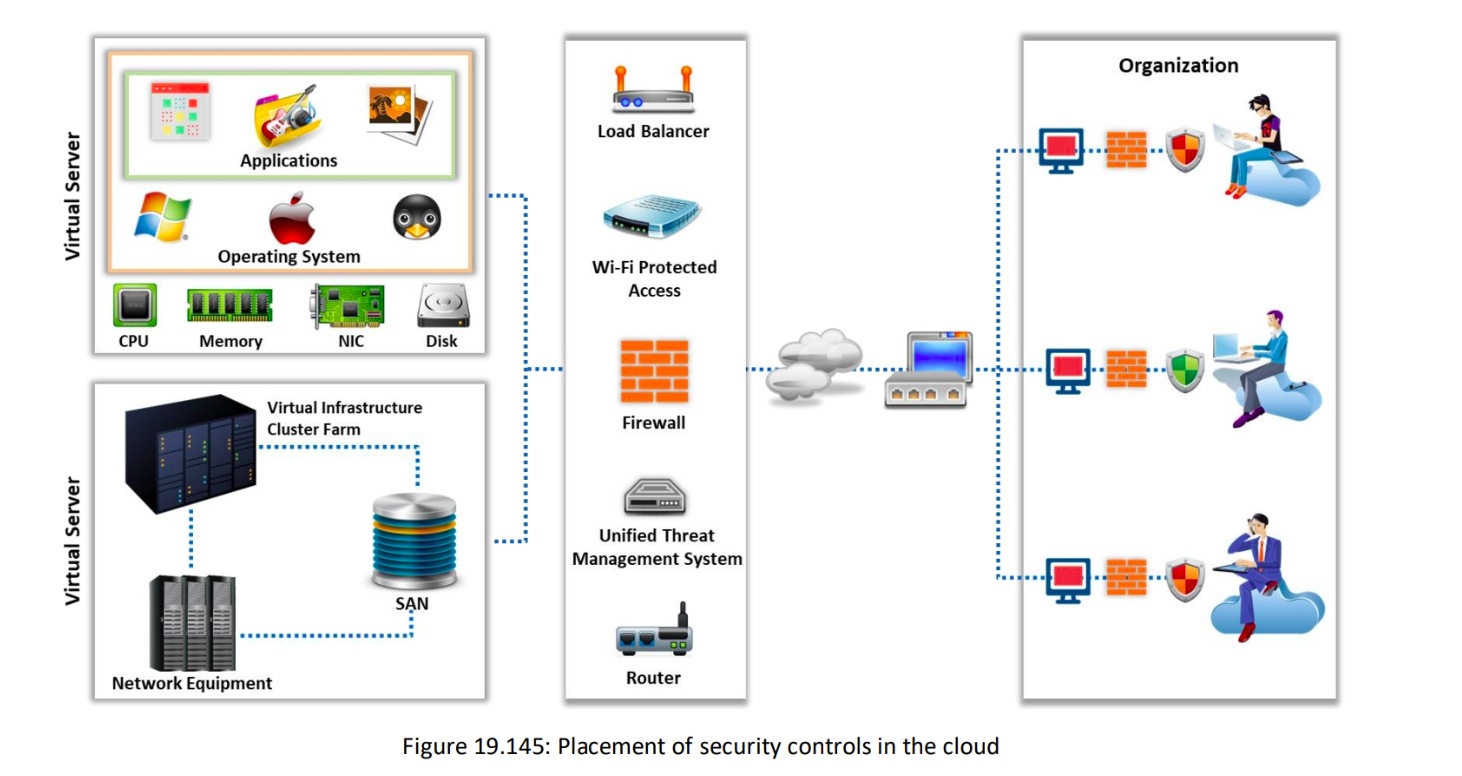 Virtual Server
Applications
Operating System
CPU
Memory
NIC
Disk
Virtual Server
Virtual Infrastructure
Cluster Farm
SAN
Network Equipment
Load Balancer
Wi-Fi Protected
Access
Firewall
Unified Threat
Management System
Router
Organization
Figure 19.145: Placement of security controls in the cloud